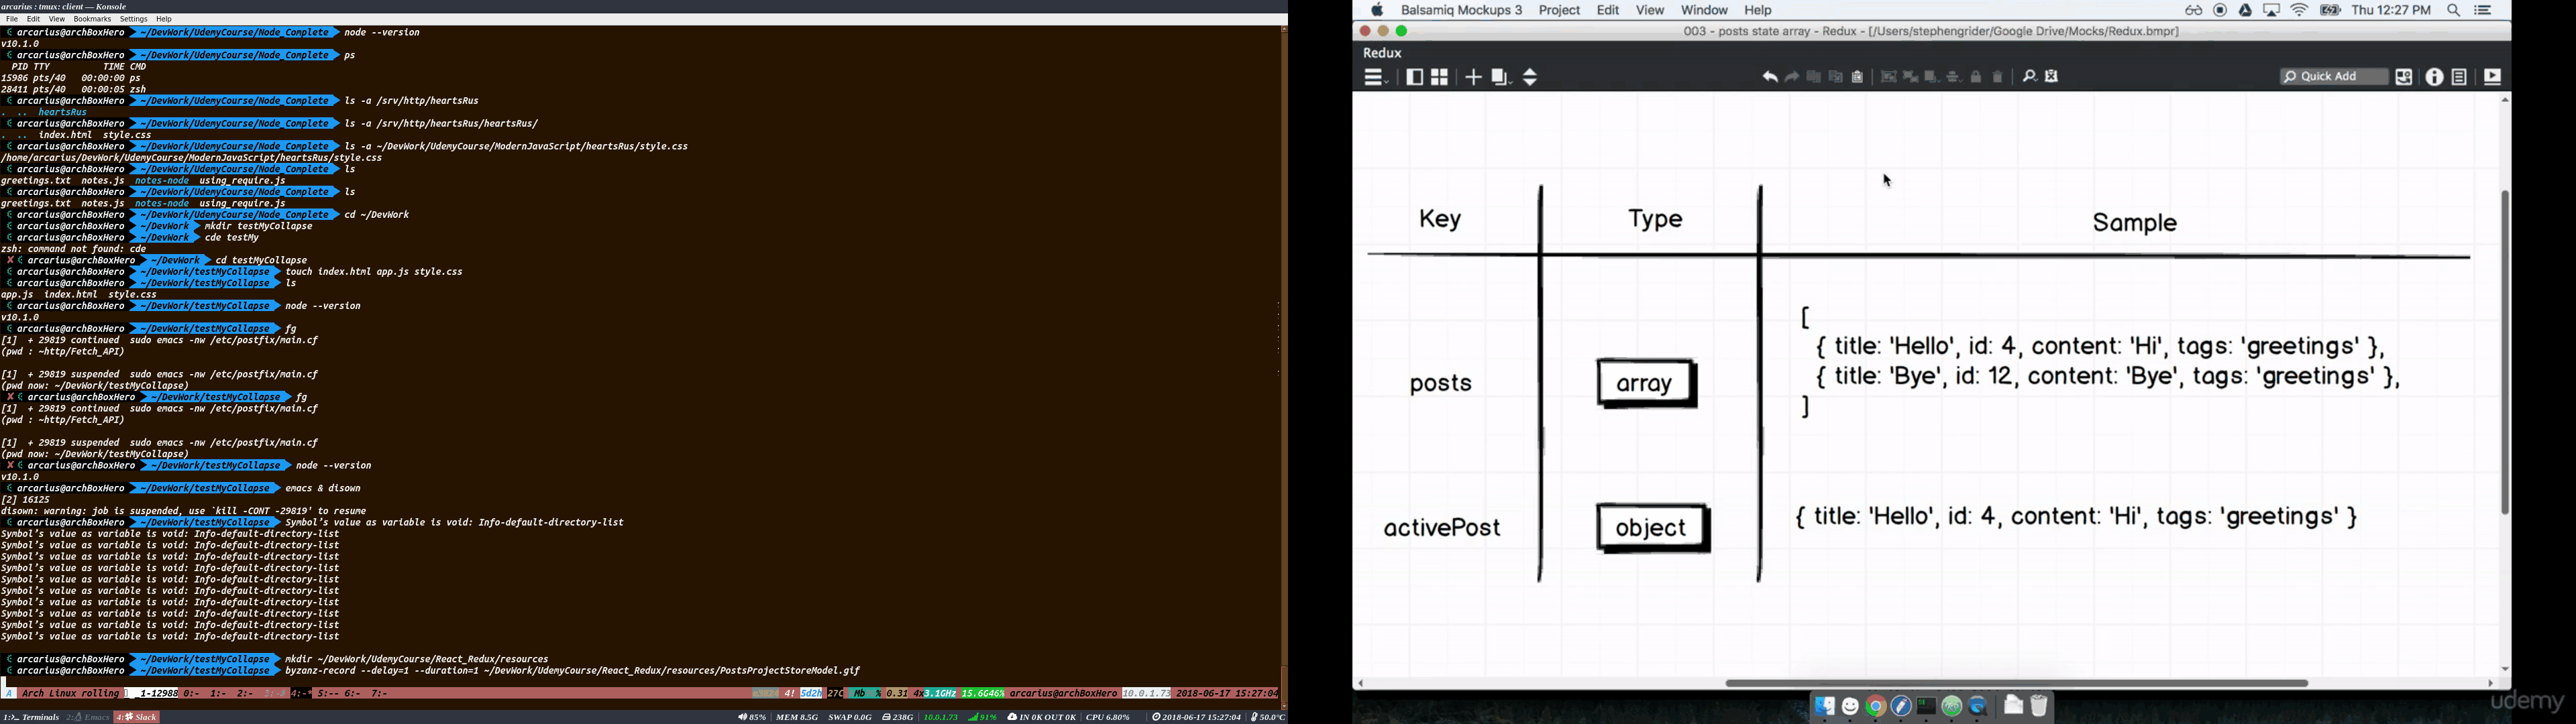 arcarius : tmux: client — Konsole
File Edit View Bookmarks Settings Help
arcarius@archBoxHero ~/DevWork/UdemyCourse/Node_Complete node --version
v10.1.0
arcarius@archBoxHero ~/DevWork/UdemyCourse/Node_Complete ps
PID TTY TIME CMD
15986 pts/40 00:00:00 ps
28411 pts/40 00:00:05 zsh
arcarius@archBoxHero ~/DevWork/UdemyCourse/Node_Complete ls -a /srv/http/heartsRus
. .. heartsRus
arcarius@archBoxHero ~/DevWork/UdemyCourse/Node_Complete ls -a /srv/http/heartsRus/heartsRus/
. .. index.html style.css
arcarius@archBoxHero ~/DevWork/UdemyCourse/Node_Complete ls -a ~/DevWork/UdemyCourse/ModernJavaScript/heartsRus/style.css
/home/arcarius/DevWork/UdemyCourse/ModernJavaScript/heartsRus/style.css
arcarius@archBoxHero ~/DevWork/UdemyCourse/Node_Complete ls
greetings.txt notes.js notes-node using_require.js
arcarius@archBoxHero ~/DevWork/UdemyCourse/Node_Complete ls
greetings.txt notes.js notes-node using_require.js
arcarius@archBoxHero ~/DevWork/UdemyCourse/Node_Complete cd ~/DevWork
arcarius@archBoxHero ~/DevWork mkdir testMyCollapse
arcarius@archBoxHero ~/DevWork cde testMy
zsh: command not found: cde
✘ arcarius@archBoxHero ~/DevWork cd testMyCollapse
arcarius@archBoxHero ~/DevWork/testMyCollapse touch index.html app.js style.css
arcarius@archBoxHero ~/DevWork/testMyCollapse ls
app.js index.html style.css
arcarius@archBoxHero ~/DevWork/testMyCollapse node --version
v10.1.0
arcarius@archBoxHero ~/DevWork/testMyCollapse fg
[1] + 29819 continued sudo emacs -nw /etc/postfix/main.cf
(pwd : ~http/Fetch_API)
[1] + 29819 suspended sudo emacs -nw /etc/postfix/main.cf
(pwd now: ~/DevWork/testMyCollapse)
✘ arcarius@archBoxHero ~/DevWork/testMyCollapse fg
[1] + 29819 continued sudo emacs -nw /etc/postfix/main.cf
(pwd : ~http/Fetch_API)
[1] + 29819 suspended sudo emacs -nw /etc/postfix/main.cf
(pwd now: ~/DevWork/testMyCollapse)
✘ arcarius@archBoxHero ~/DevWork/testMyCollapse node --version
v10.1.0
arcarius@archBoxHero ~/DevWork/testMyCollapse emacs & disown
[2] 16125
disown: warning: job is suspended, use `kill -CONT -29819' to resume
arcarius@archBoxHero ~/DevWork/testMyCollapse Symbol's value as variable is void: Info-default-directory-list
Symbol's value as variable is void: Info-default-directory-list
Symbol's value as variable is void: Info-default-directory-list
Symbol's value as variable is void: Info-default-directory-list
Symbol's value as variable is void: Info-default-directory-list
Symbol's value as variable is void: Info-default-directory-list
Symbol's value as variable is void: Info-default-directory-list
Symbol's value as variable is void: Info-default-directory-list
Symbol's value as variable is void: Info-default-directory-list
Symbol's value as variable is void: Info-default-directory-list
Symbol's value as variable is void: Info-default-directory-list
arcarius@archBoxHero ~/DevWork/testMyCollapse mkdir ~/DevWork/UdemyCourse/React_Redux/resources
arcarius@archBoxHero ~/DevWork/testMyCollapse byzanz-record --delay=1 --duration=1 ~/DevWork/UdemyCourse/React_Redux/resources/PostsProjectStoreModel.gif
A Arch Linux rolling 1-12988 0:- 1:- 2:- 4:-* 5:-- 6:- 7:- 4! 5d2h 27C Mb % 0.31 4x3.1GHz 15.6G46% arcarius@archBoxHero 10.0.1.73 2018-06-17 15:27:04
1: Terminals 2: Emacs 4: Slack 85% MEM 8.5G SWAP 0.0G 238G 10.0.1.73 91% IN 0K OUT 0K CPU 6.80% 2018-06-17 15:27:04 50.0°C
Balsamiq Mockups 3 Project Edit View Window Help Thu 12:27 PM
003 - posts state array - Redux - [/Users/stephengrider/Google Drive/Mocks/Redux.bmpr]
Redux
Quick Add
Key Type Sample
[
{ title: 'Hello', id: 4, content: 'Hi', tags: 'greetings' },
posts array { title: 'Bye', id: 12, content: 'Bye', tags: 'greetings' },
]
activePost object { title: 'Hello', id: 4, content: 'Hi', tags: 'greetings' }
udemy